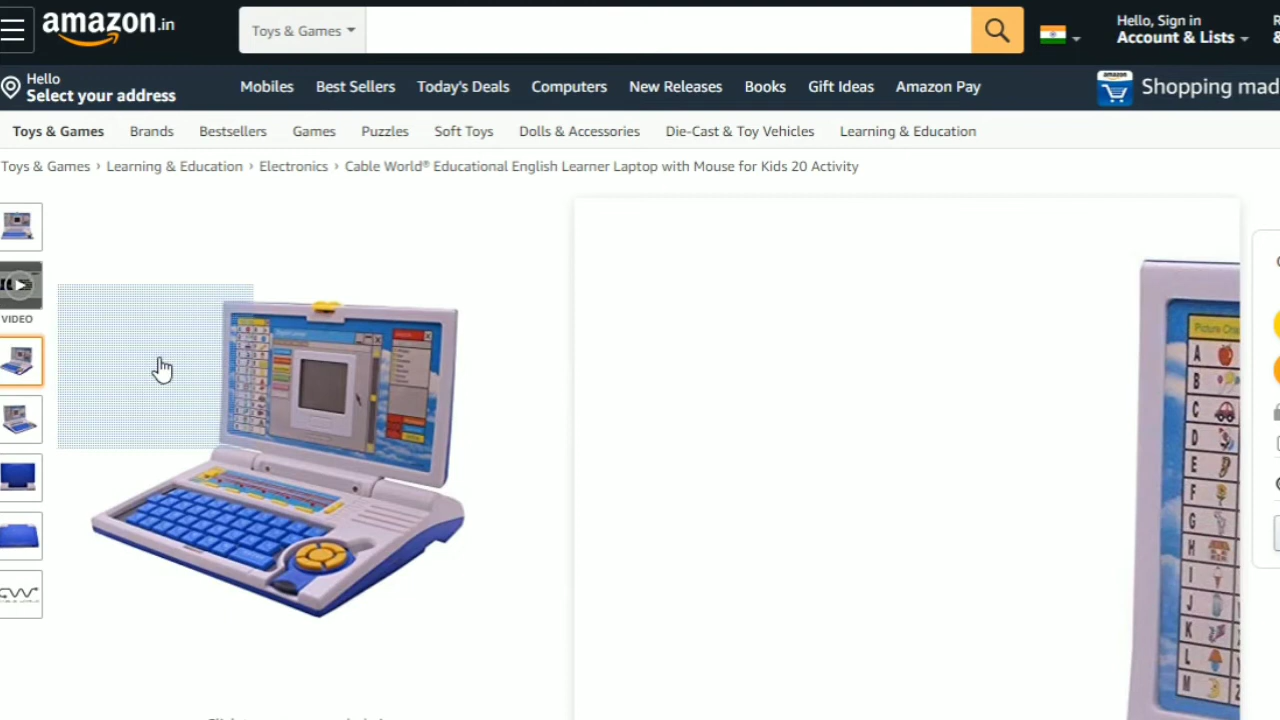 amazon.in
Toys & Games
Hello, Sign in
Account & Lists
Hello
Select your address
Mobiles
Best Sellers
Today's Deals
Computers
New Releases
Books
Gift Ideas
Amazon Pay
amazon
Shopping mad
Toys & Games
Brands
Bestsellers
Games
Puzzles
Soft Toys
Dolls & Accessories
Die-Cast & Toy Vehicles
Learning & Education
Toys & Games › Learning & Education › Electronics › Cable World® Educational English Learner Laptop with Mouse for Kids 20 Activity
VIDEO
A
B
C
D
E
F
G
H
I
J
K
L
M